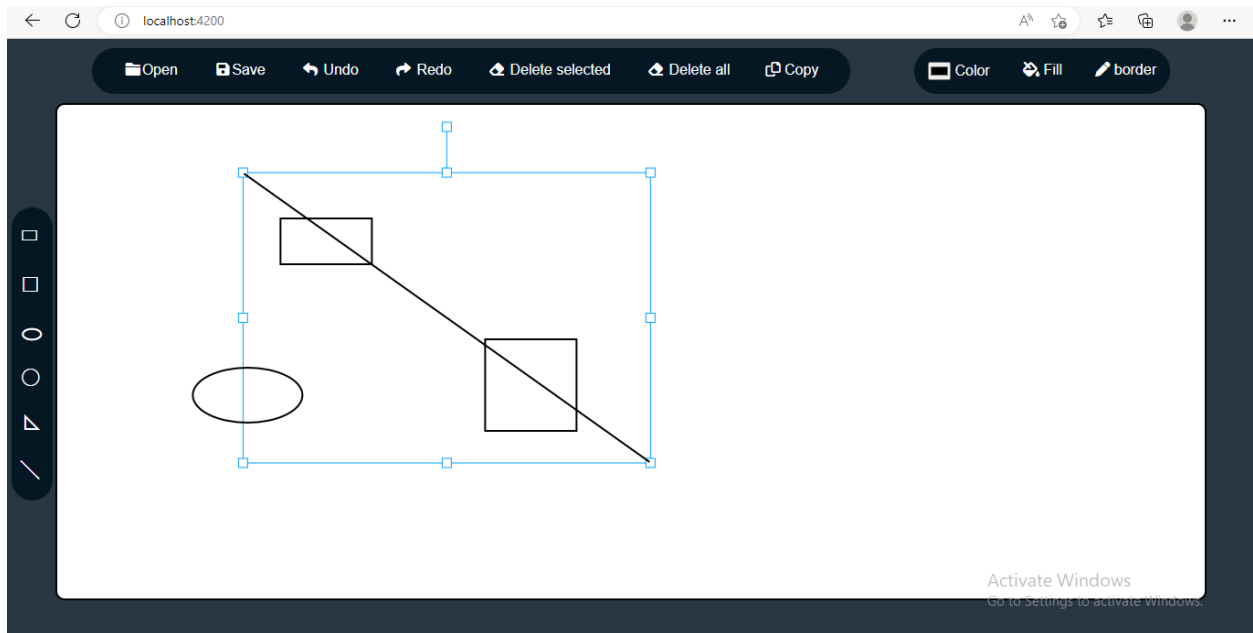 localhost:4200
Open Save Undo Redo Delete selected Delete all Copy Color Fill border
Activate Windows
Go to Settings to activate Windows.